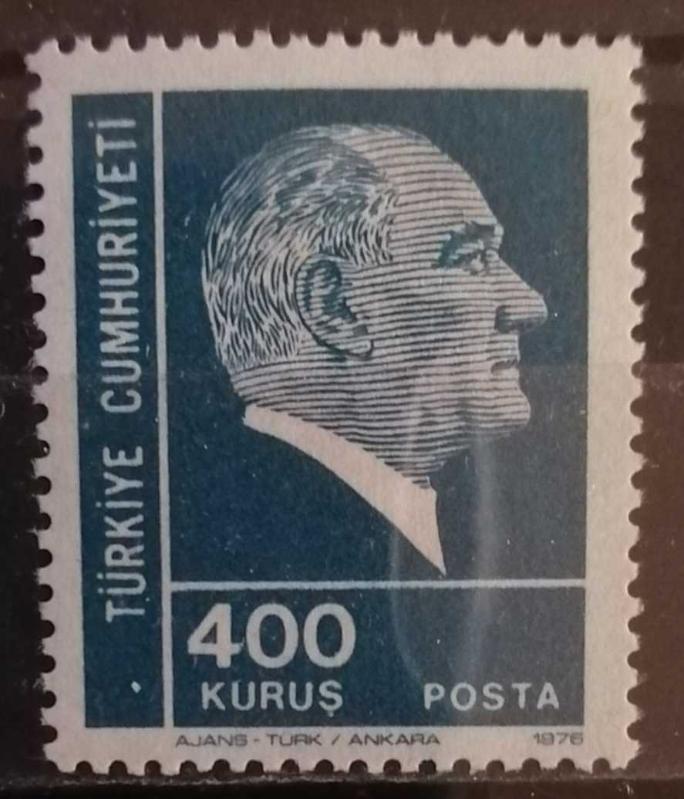 TÜRKİYE CUMHURİYETİ
400
KURUŞ POSTA
AJANS - TÜRK / ANKARA 1976